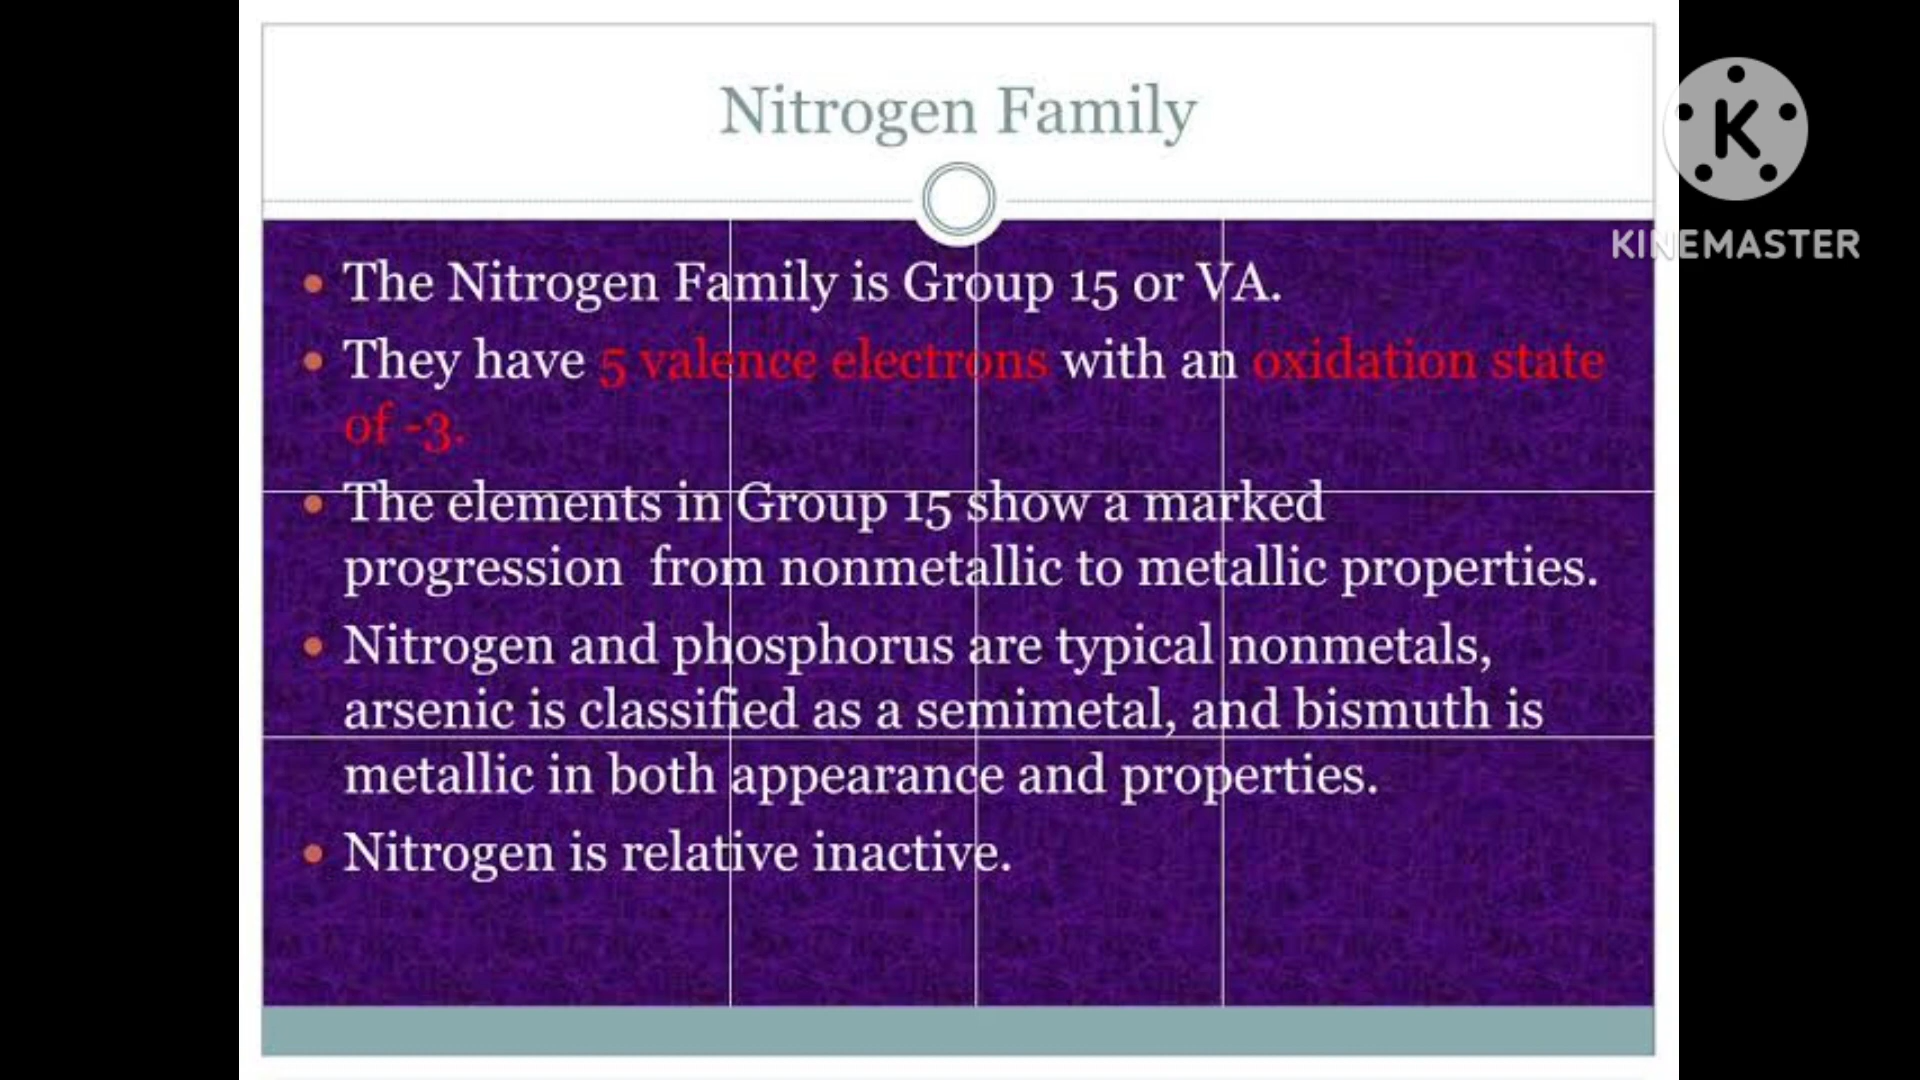 Nitrogen Family
K
KINEMASTER
• The Nitrogen Family is Group 15 or VA.
• They have 5 valence electrons with an oxidation state
of -3.
• The elements in Group 15 show a marked
progression  from nonmetallic to metallic properties.
• Nitrogen and phosphorus are typical nonmetals,
arsenic is classified as a semimetal, and bismuth is
metallic in both appearance and properties.
• Nitrogen is relative inactive.